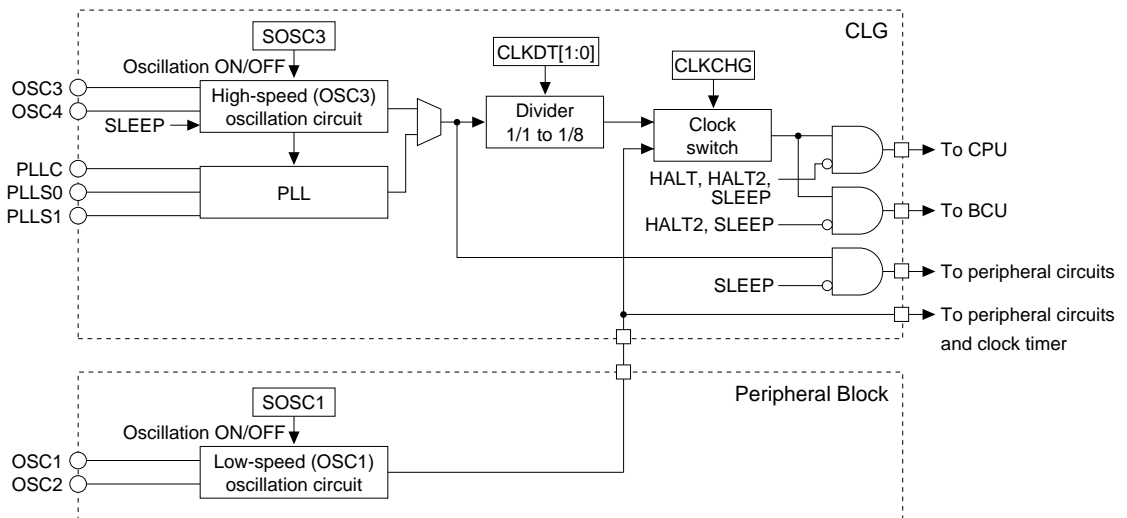 CLG
SOSC3
Oscillation ON/OFF
OSC3
OSC4
SLEEP
High-speed (OSC3)
oscillation circuit
CLKDT[1:0]
Divider
1/1 to 1/8
CLKCHG
Clock
switch
PLLC
PLLS0
PLLS1
PLL
HALT, HALT2,
SLEEP
To CPU
HALT2, SLEEP
To BCU
SLEEP
To peripheral circuits
To peripheral circuits
and clock timer
Peripheral Block
SOSC1
Oscillation ON/OFF
OSC1
OSC2
Low-speed (OSC1)
oscillation circuit